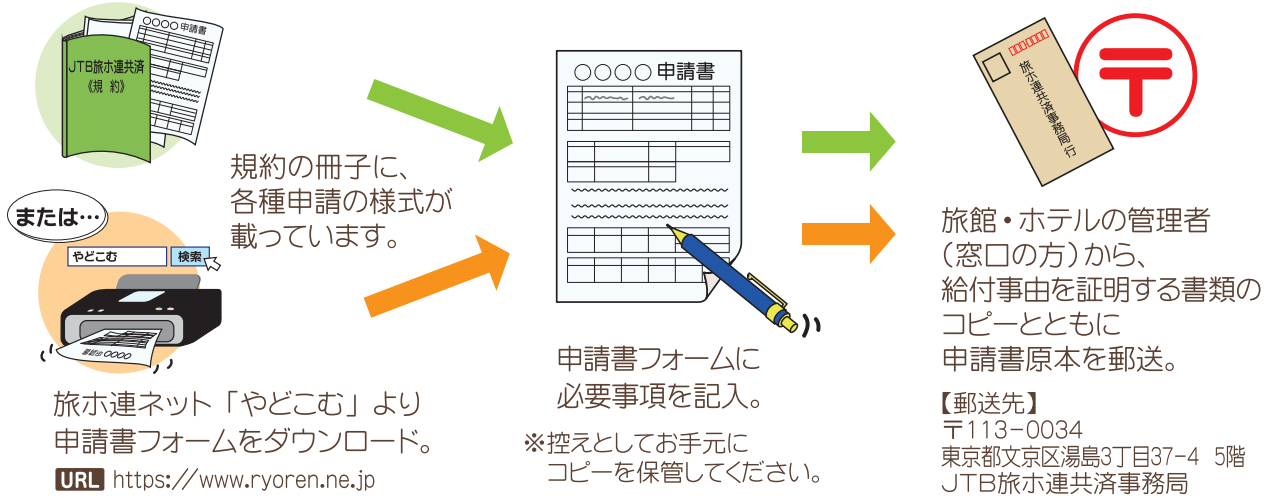 ○○○○申請書
JTB旅ホ連共済
《規 約》
規約の冊子に、
各種申請の様式が
載っています。
または…
やどこむ 検索
○○○○
旅ホ連ネット「やどこむ」より
申請書フォームをダウンロード。
URL https://www.ryoren.ne.jp
○○○○申請書
申請書フォームに
必要事項を記入。
※控えとしてお手元に
コピーを保管してください。
旅ホ連共済事務局 行
〒
旅館・ホテルの管理者
(窓口の方)から、
給付事由を証明する書類の
コピーとともに
申請書原本を郵送。
【郵送先】
〒113-0034
東京都文京区湯島3丁目37-4 5階
JTB旅ホ連共済事務局